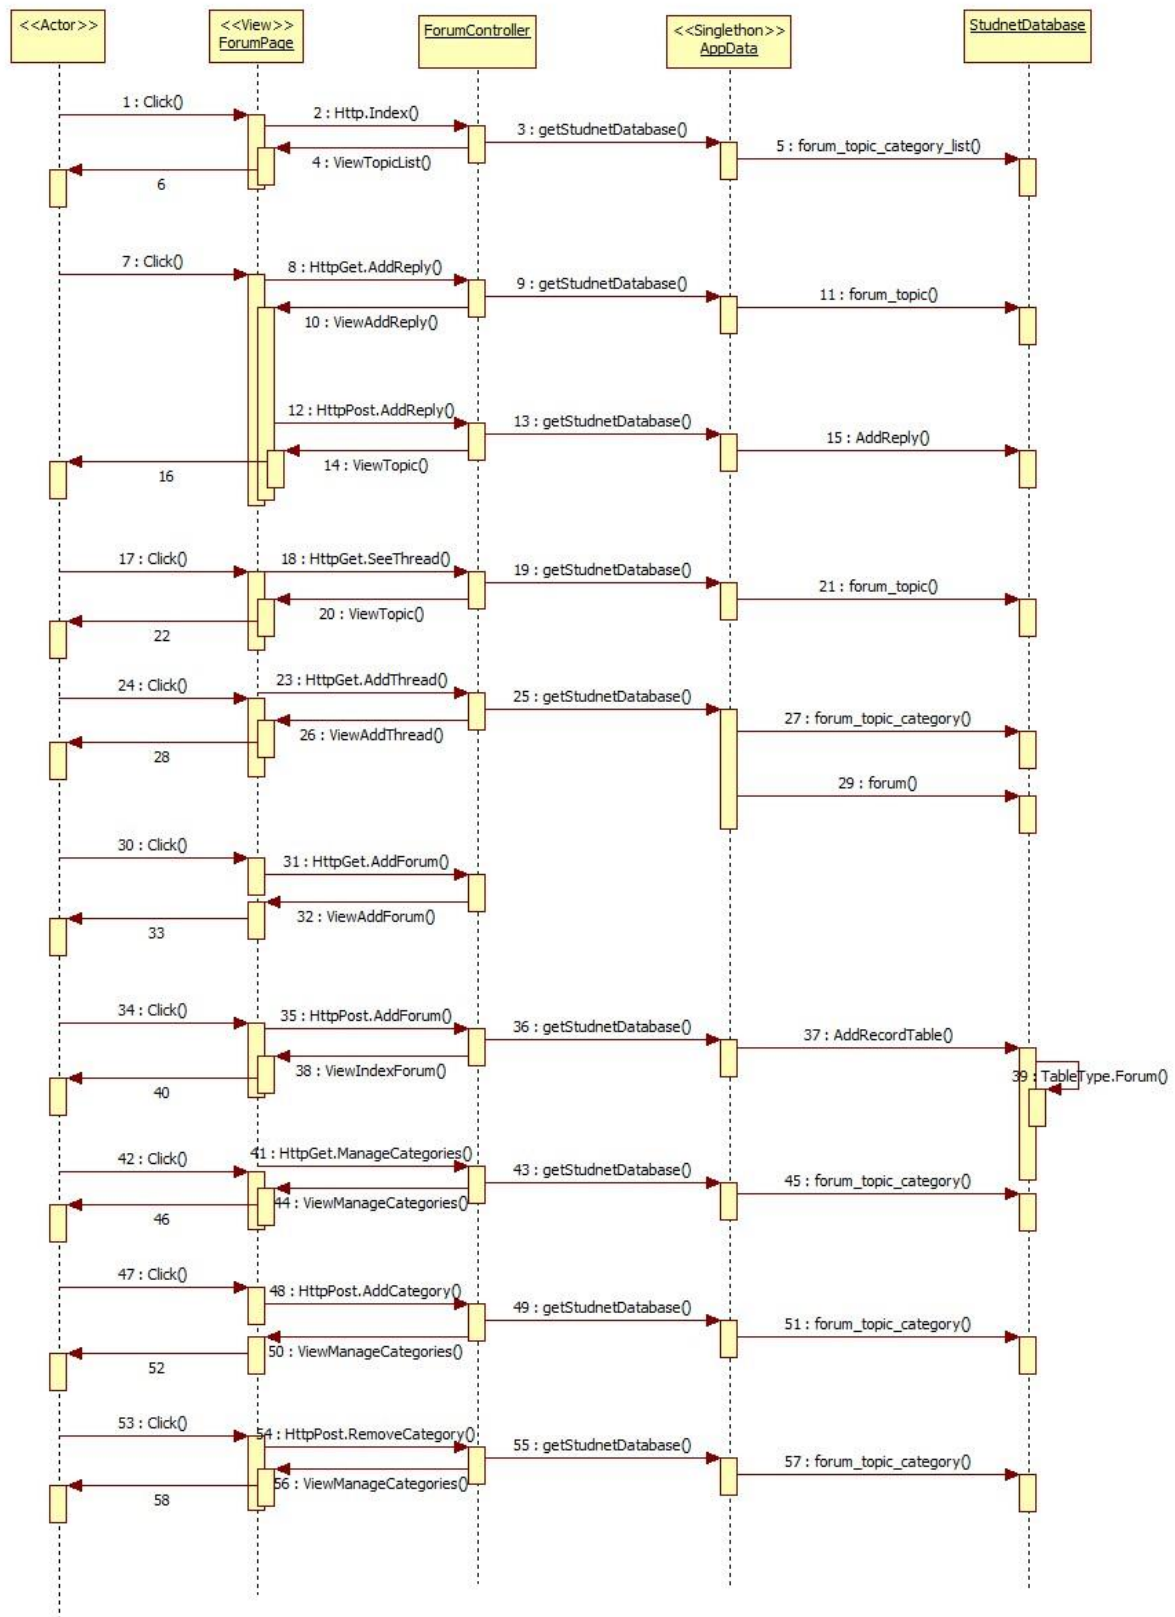 <<Actor>>
<<View>>
ForumPage
ForumController
<<Singlethon>>
AppData
StudnetDatabase
1 : Click()
2 : Http.Index()
3 : getStudnetDatabase()
4 : ViewTopicList()
5 : forum_topic_category_list()
6
7 : Click()
8 : HttpGet.AddReply()
9 : getStudnetDatabase()
10 : ViewAddReply()
11 : forum_topic()
12 : HttpPost.AddReply()
13 : getStudnetDatabase()
14 : ViewTopic()
15 : AddReply()
16
17 : Click()
18 : HttpGet.SeeThread()
19 : getStudnetDatabase()
20 : ViewTopic()
21 : forum_topic()
22
23 : HttpGet.AddThread()
24 : Click()
25 : getStudnetDatabase()
26 : ViewAddThread()
27 : forum_topic_category()
28
29 : forum()
30 : Click()
31 : HttpGet.AddForum()
32 : ViewAddForum()
33
34 : Click()
35 : HttpPost.AddForum()
36 : getStudnetDatabase()
37 : AddRecordTable()
38 : ViewIndexForum()
39 : TableType.Forum()
40
41 : HttpGet.ManageCategories()
42 : Click()
43 : getStudnetDatabase()
44 : ViewManageCategories()
45 : forum_topic_category()
46
47 : Click()
48 : HttpPost.AddCategory()
49 : getStudnetDatabase()
50 : ViewManageCategories()
51 : forum_topic_category()
52
53 : Click()
54 : HttpPost.RemoveCategory()
55 : getStudnetDatabase()
56 : ViewManageCategories()
57 : forum_topic_category()
58